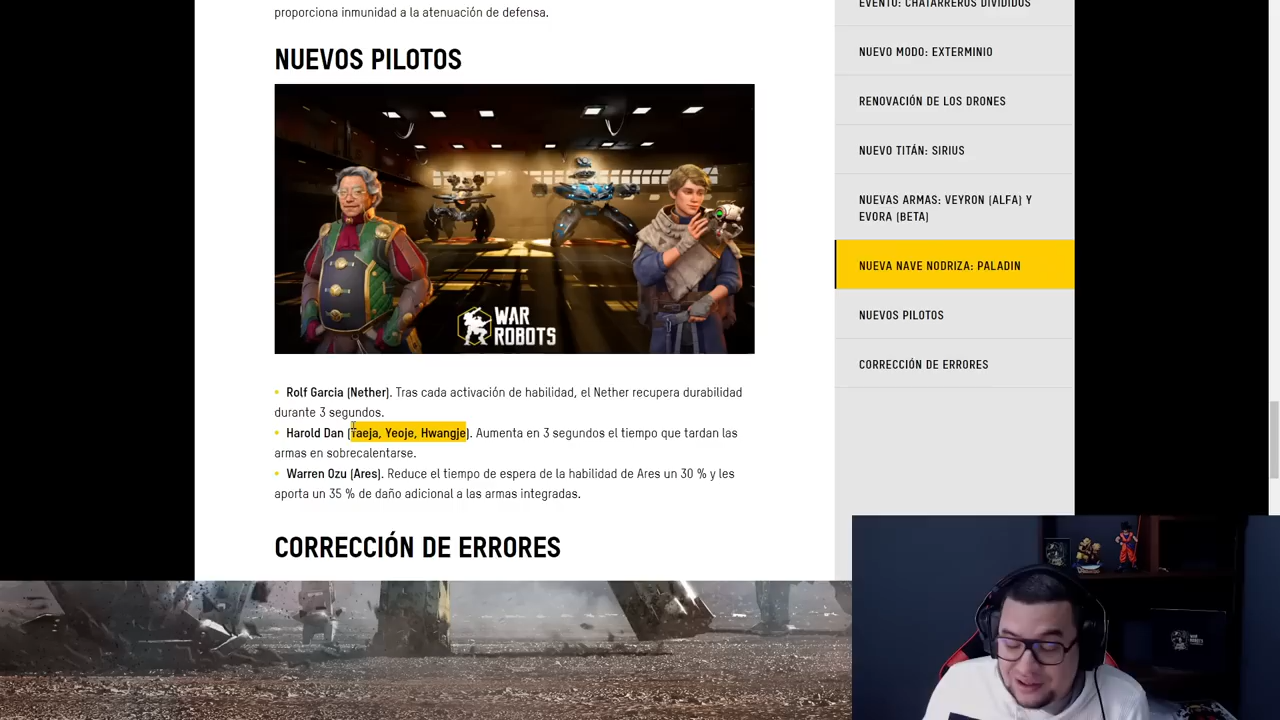 proporciona inmunidad a la atenuación de defensa.
NUEVOS PILOTOS
WAR
ROBOTS
• Rolf Garcia (Nether). Tras cada activación de habilidad, el Nether recupera durabilidad
durante 3 segundos.
• Harold Dan (Yaeja, Yeoje, Hwangje). Aumenta en 3 segundos el tiempo que tardan las
armas en sobrecalentarse.
• Warren Ozu (Ares). Reduce el tiempo de espera de la habilidad de Ares un 30 % y les
aporta un 35 % de daño adicional a las armas integradas.
CORRECCIÓN DE ERRORES
EVENTO: CHATARREROS DIVIDIDOS
NUEVO MODO: EXTERMINIO
RENOVACIÓN DE LOS DRONES
NUEVO TITÁN: SIRIUS
NUEVAS ARMAS: VEYRON (ALFA) Y
EVORA (BETA)
NUEVA NAVE NODRIZA: PALADIN
NUEVOS PILOTOS
CORRECCIÓN DE ERRORES